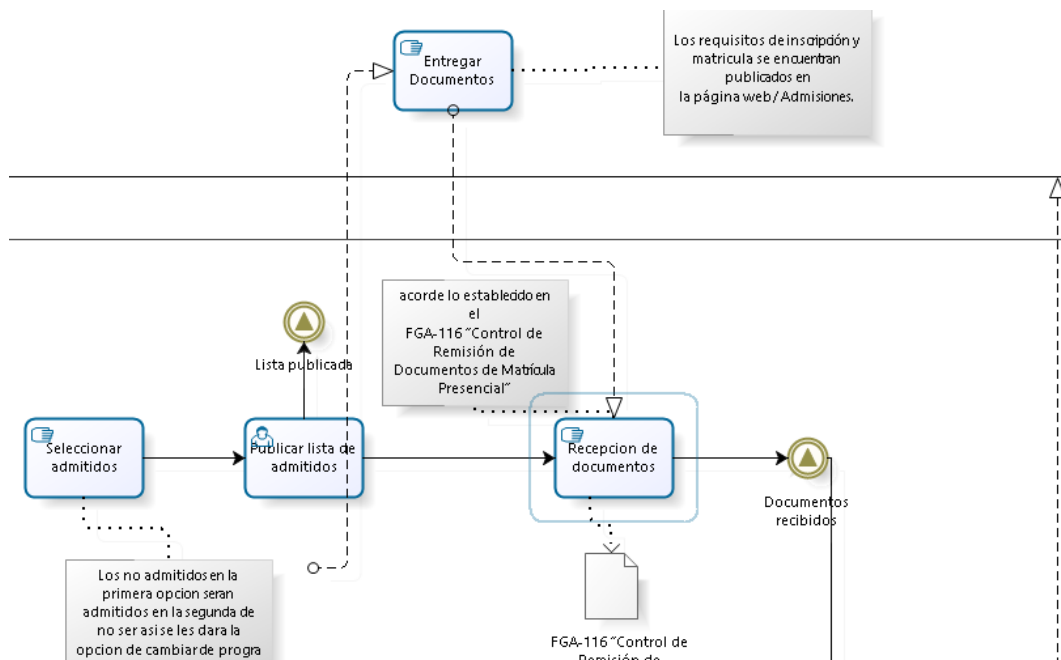 Entregar
Documentos
Los requisitos de inscripción y
matricula se encuentran
publicados en
la página web/Admisiones.
acorde lo establecido en
el
FGA-116 “Control de
Remisión de
Documentos de Matrícula
Presencial”
Lista publicada
Seleccionar
admitidos
Publicar lista de
admitidos
Recepcion de
documentos
Documentos
recibidos
Los no admitidos en la
primera opcion seran
admitidos en la segunda de
no ser asi se les dara la
opcion de cambiar de progra
FGA-116 “Control de
Remisión de